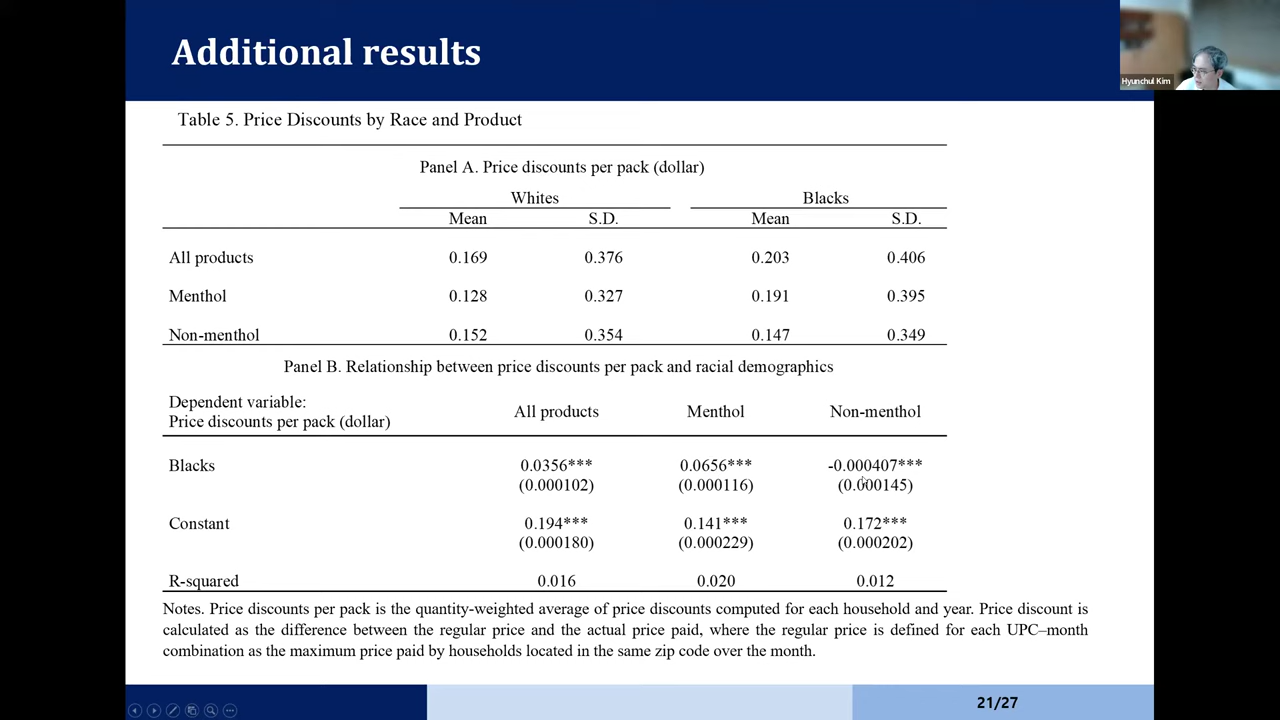 Additional results
Hyunchul Kim
Table 5. Price Discounts by Race and Product
Panel A. Price discounts per pack (dollar)
Whites Blacks
Mean S.D. Mean S.D.
All products 0.169 0.376 0.203 0.406
Menthol 0.128 0.327 0.191 0.395
Non-menthol 0.152 0.354 0.147 0.349
Panel B. Relationship between price discounts per pack and racial demographics
Dependent variable:
Price discounts per pack (dollar) All products Menthol Non-menthol
Blacks 0.0356*** 0.0656*** -0.000407***
(0.000102) (0.000116) (0.000145)
Constant 0.194*** 0.141*** 0.172***
(0.000180) (0.000229) (0.000202)
R-squared 0.016 0.020 0.012
Notes. Price discounts per pack is the quantity-weighted average of price discounts computed for each household and year. Price discount is
calculated as the difference between the regular price and the actual price paid, where the regular price is defined for each UPC–month
combination as the maximum price paid by households located in the same zip code over the month.
21/27